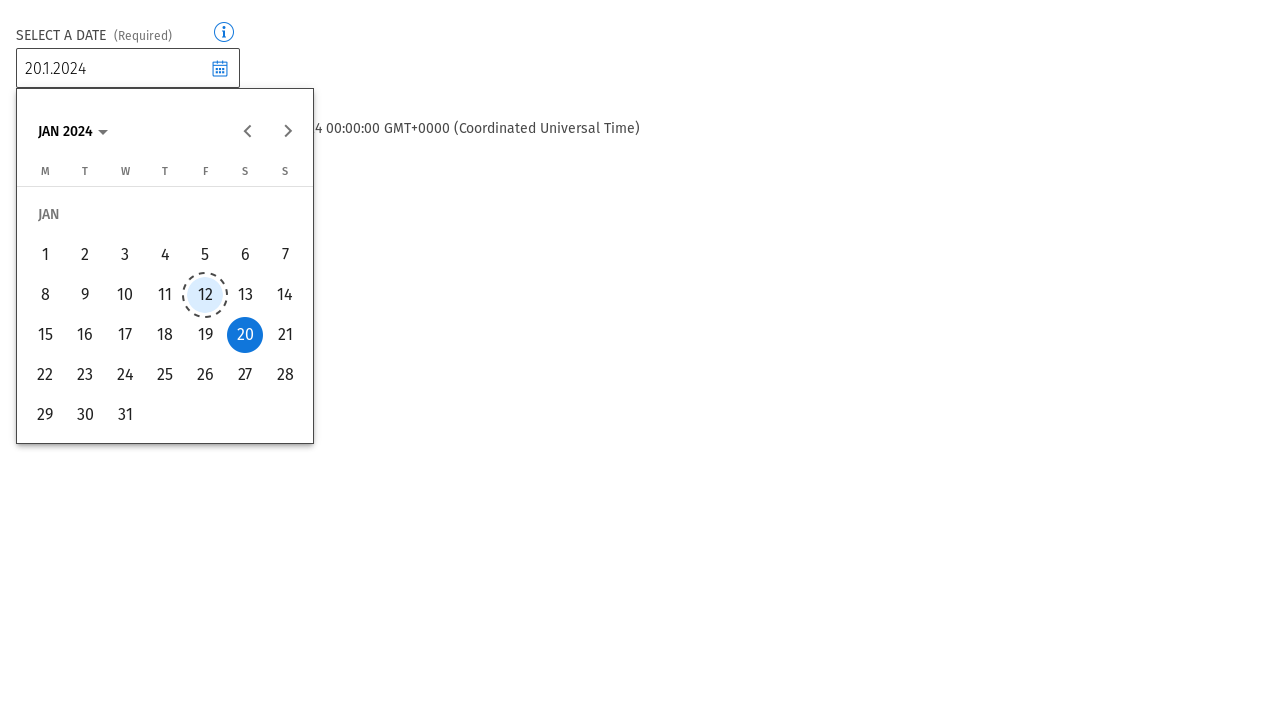 SELECT A DATE (Required)
20.1.2024
JAN 2024
4 00:00:00 GMT+0000 (Coordinated Universal Time)
M T W T F S S
JAN
1 2 3 4 5 6 7
8 9 10 11 12 13 14
15 16 17 18 19 20 21
22 23 24 25 26 27 28
29 30 31